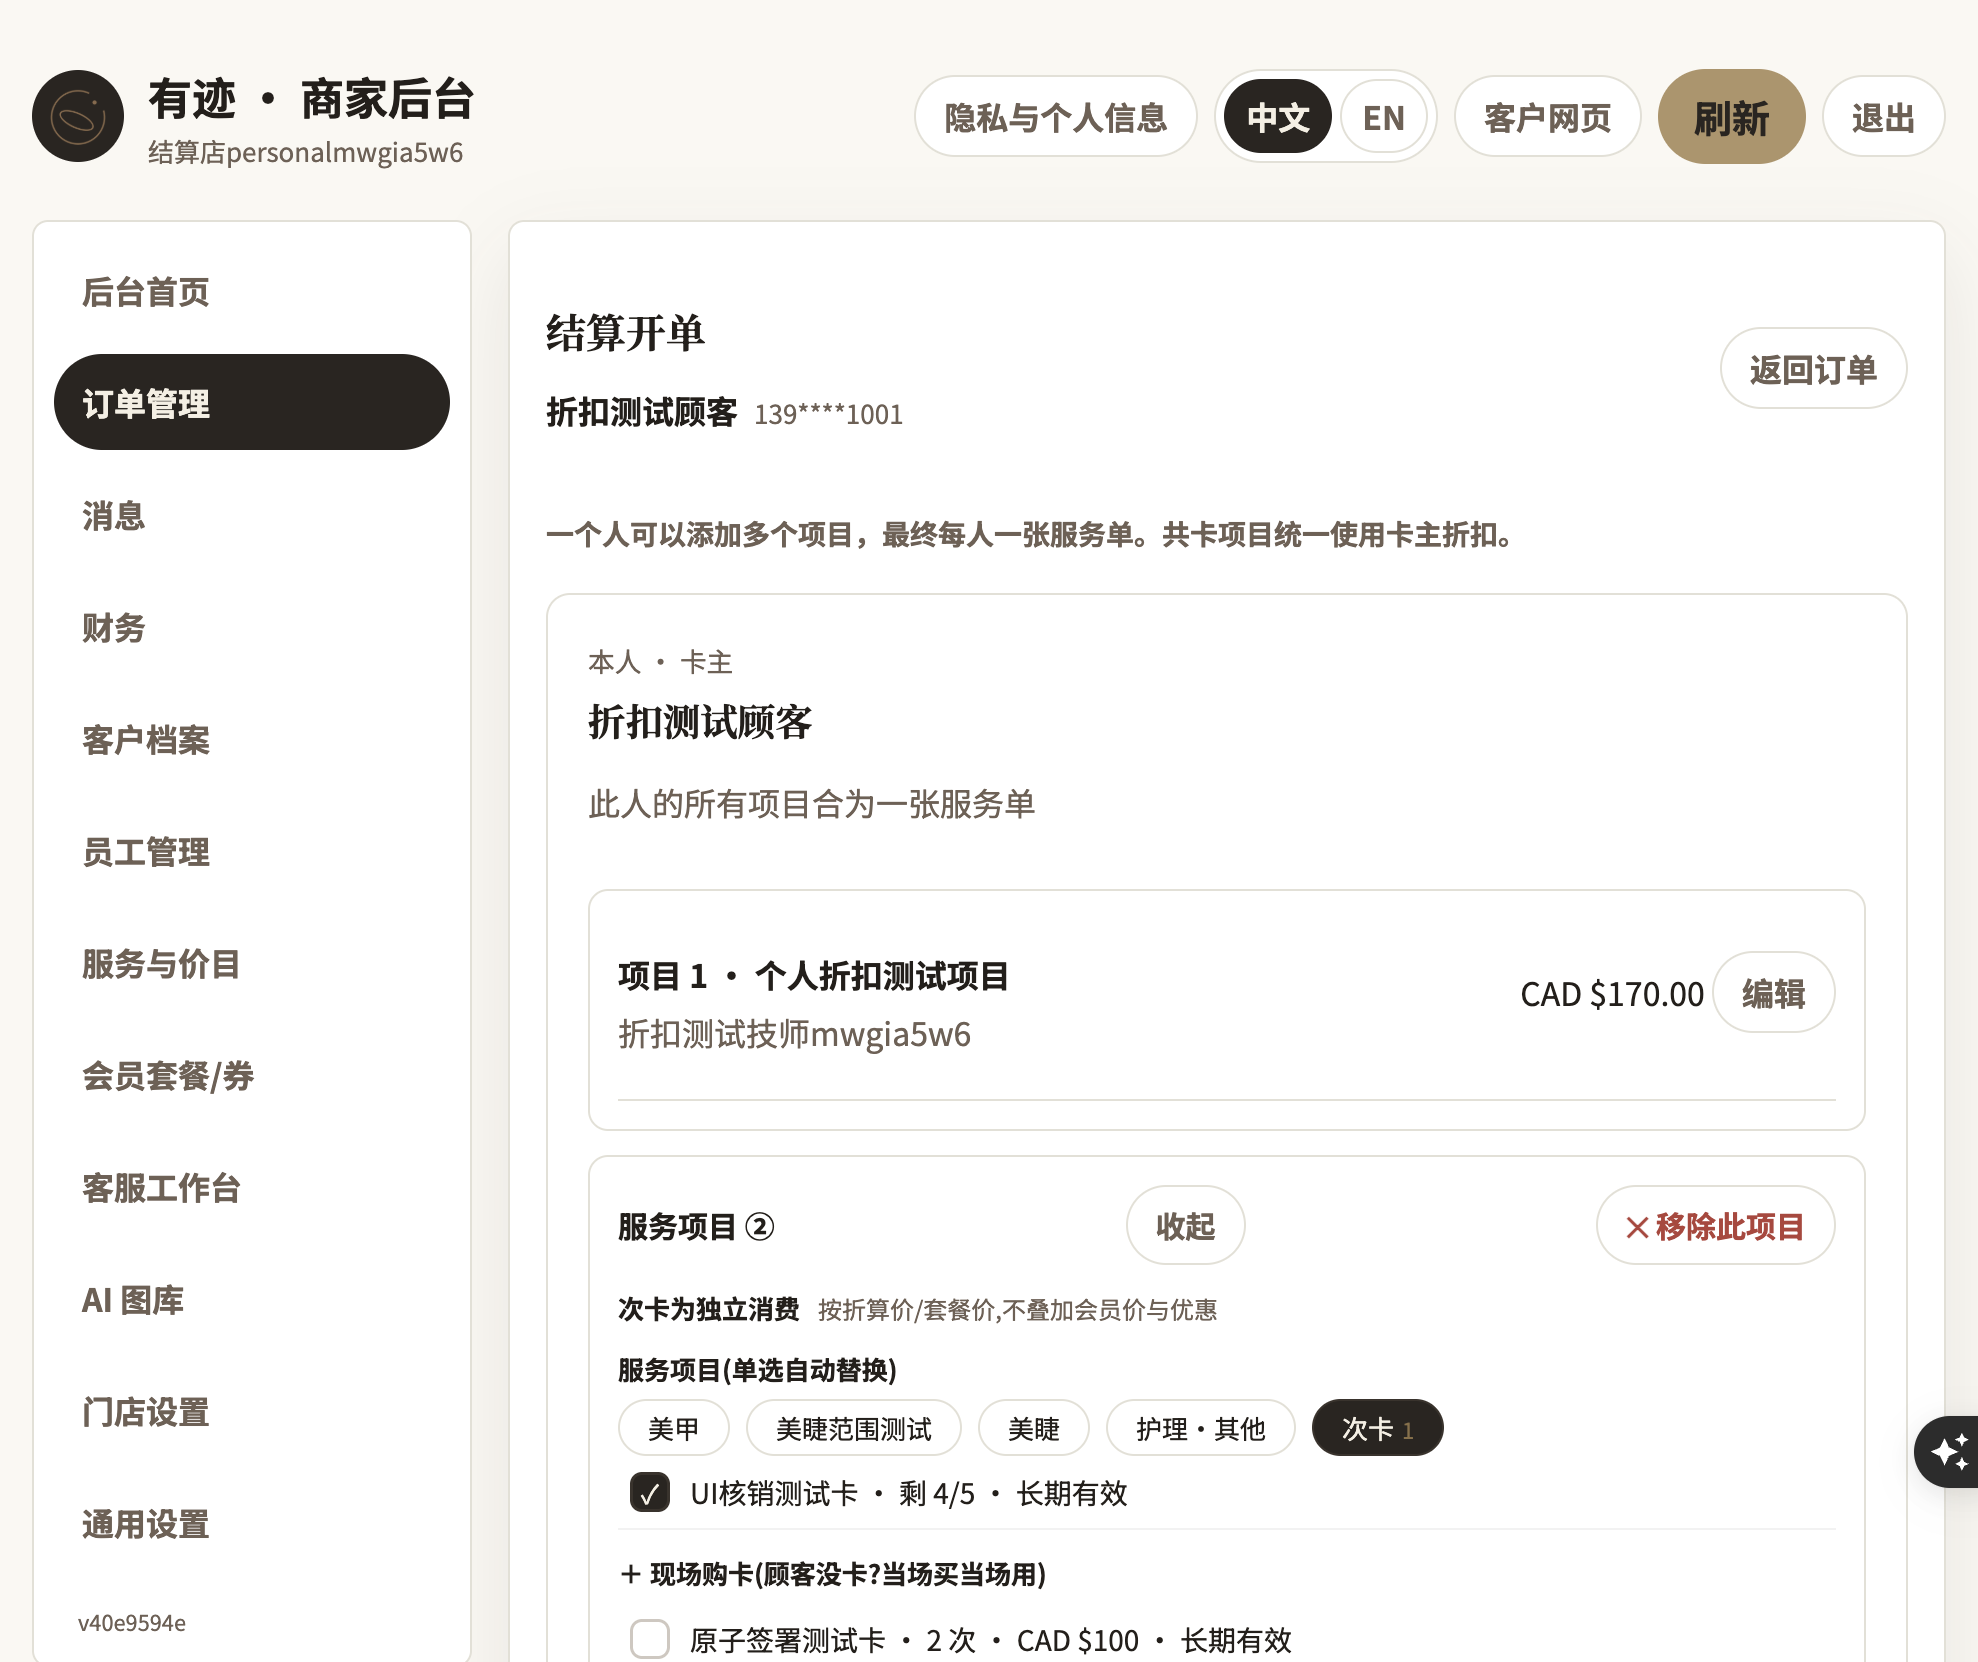 有迹 · 商家后台
结算店personalmwgia5w6
隐私与个人信息
中文
EN
客户网页
刷新
退出
后台首页
订单管理
消息
财务
客户档案
员工管理
服务与价目
会员套餐/券
客服工作台
AI 图库
门店设置
通用设置
v40e9594e
结算开单
折扣测试顾客 139****1001
返回订单
一个人可以添加多个项目，最终每人一张服务单。共卡项目统一使用卡主折扣。
本人 · 卡主
折扣测试顾客
此人的所有项目合为一张服务单
项目 1 · 个人折扣测试项目
折扣测试技师mwgia5w6
CAD $170.00
编辑
服务项目 ②
收起
×移除此项目
次卡为独立消费 按折算价/套餐价,不叠加会员价与优惠
服务项目(单选自动替换)
美甲
美睫范围测试
美睫
护理·其他
次卡 1
UI核销测试卡 · 剩 4/5 · 长期有效
＋ 现场购卡(顾客没卡?当场买当场用)
原子签署测试卡 · 2 次 · CAD $100 · 长期有效